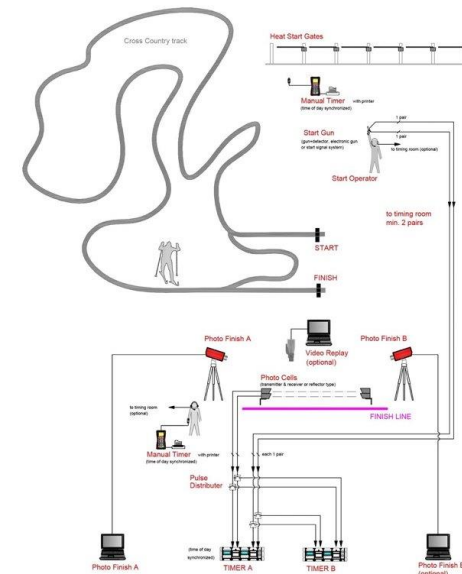 Cross Country track
Heat Start Gates
Manual Timer with printer
(time of day synchronized)
1 pair
Start Gun
(gun+detector, electronic gun
or start signal system)
1 pair
to timing room (optional)
Start Operator
to timing room
min. 2 pairs
START
FINISH
Photo Finish A
Photo Finish B
Video Replay
(optional)
Photo Cells
(transmitter & receiver or reflector type)
to timing room
(optional)
FINISH LINE
Manual Timer with printer
(time of day synchronized)
each 1 pair
Pulse
Distributer
(time of day
synchronized)
Photo Finish A
TIMER A
TIMER B
Photo Finish B
(optional)